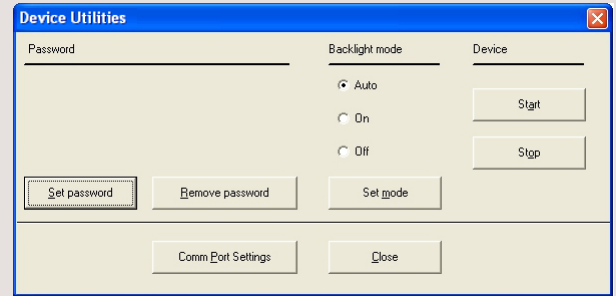 Device Utilities
Password
Backlight mode
Device
Auto
On
Off
Start
Stop
Set password
Remove password
Set mode
Comm Port Settings
Close